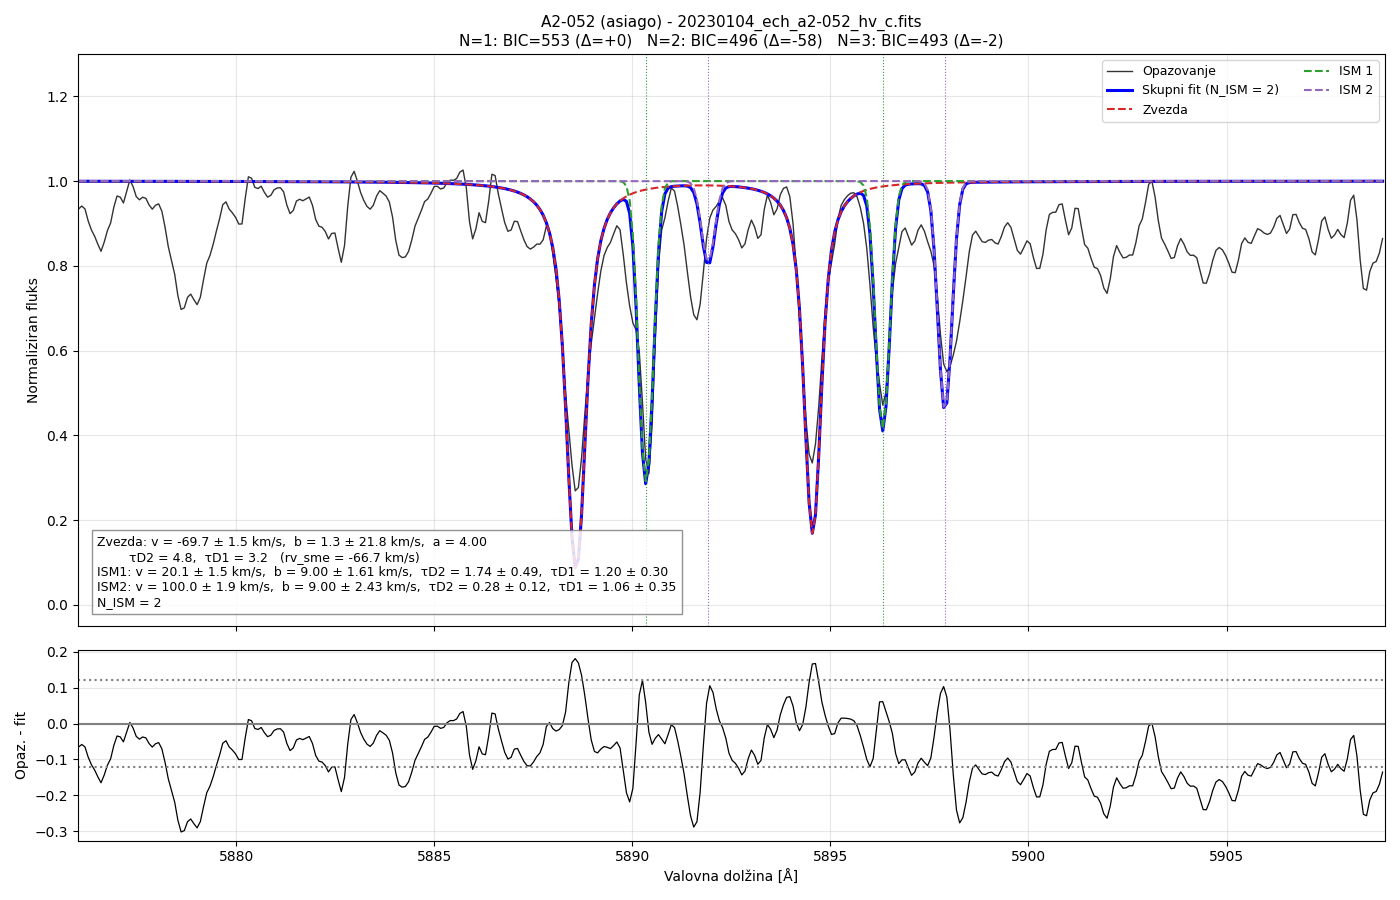 A2-052 (asiago) - 20230104_ech_a2-052_hv_c.fits
N=1: BIC=553 (Δ=+0)   N=2: BIC=496 (Δ=-58)   N=3: BIC=493 (Δ=-2)
Opazovanje
Skupni fit (N_ISM = 2)
Zvezda
ISM 1
ISM 2
Normaliziran fluks
1.2
1.0
0.8
0.6
0.4
0.2
0.0
Zvezda: v = -69.7 ± 1.5 km/s,  b = 1.3 ± 21.8 km/s,  a = 4.00
τD2 = 4.8,  τD1 = 3.2   (rv_sme = -66.7 km/s)
ISM1: v = 20.1 ± 1.5 km/s,  b = 9.00 ± 1.61 km/s,  τD2 = 1.74 ± 0.49,  τD1 = 1.20 ± 0.30
ISM2: v = 100.0 ± 1.9 km/s,  b = 9.00 ± 2.43 km/s,  τD2 = 0.28 ± 0.12,  τD1 = 1.06 ± 0.35
N_ISM = 2
Opaz. - fit
0.2
0.1
0.0
−0.1
−0.2
−0.3
5880 5885 5890 5895 5900 5905
Valovna dolžina [Å]